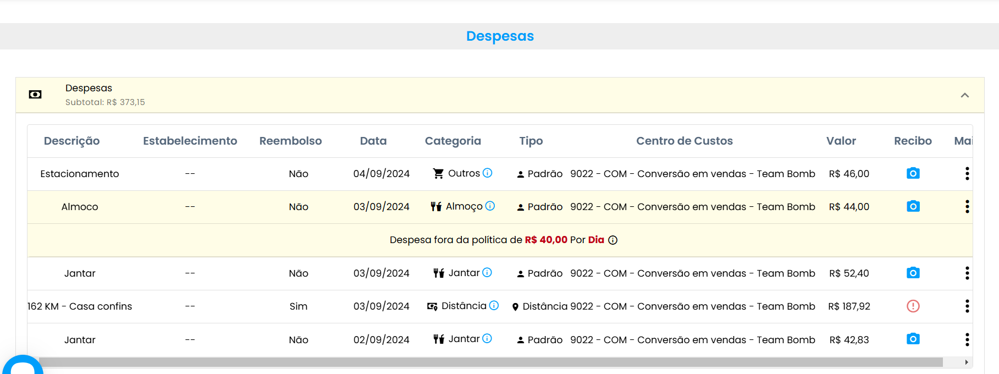 Despesas
Despesas
Subtotal: R$ 373,15
Descrição Estabelecimento Reembolso Data Categoria Tipo Centro de Custos Valor Recibo Mai
Estacionamento -- Não 04/09/2024 Outros Padrão 9022 - COM - Conversão em vendas - Team Bomb R$ 46,00
Almoco -- Não 03/09/2024 Almoço Padrão 9022 - COM - Conversão em vendas - Team Bomb R$ 44,00
Despesa fora da política de R$ 40,00 Por Dia
Jantar -- Não 03/09/2024 Jantar Padrão 9022 - COM - Conversão em vendas - Team Bomb R$ 52,40
162 KM - Casa confins -- Sim 03/09/2024 Distância Distância 9022 - COM - Conversão em vendas - Team Bomb R$ 187,92
Jantar -- Não 02/09/2024 Jantar Padrão 9022 - COM - Conversão em vendas - Team Bomb R$ 42,83